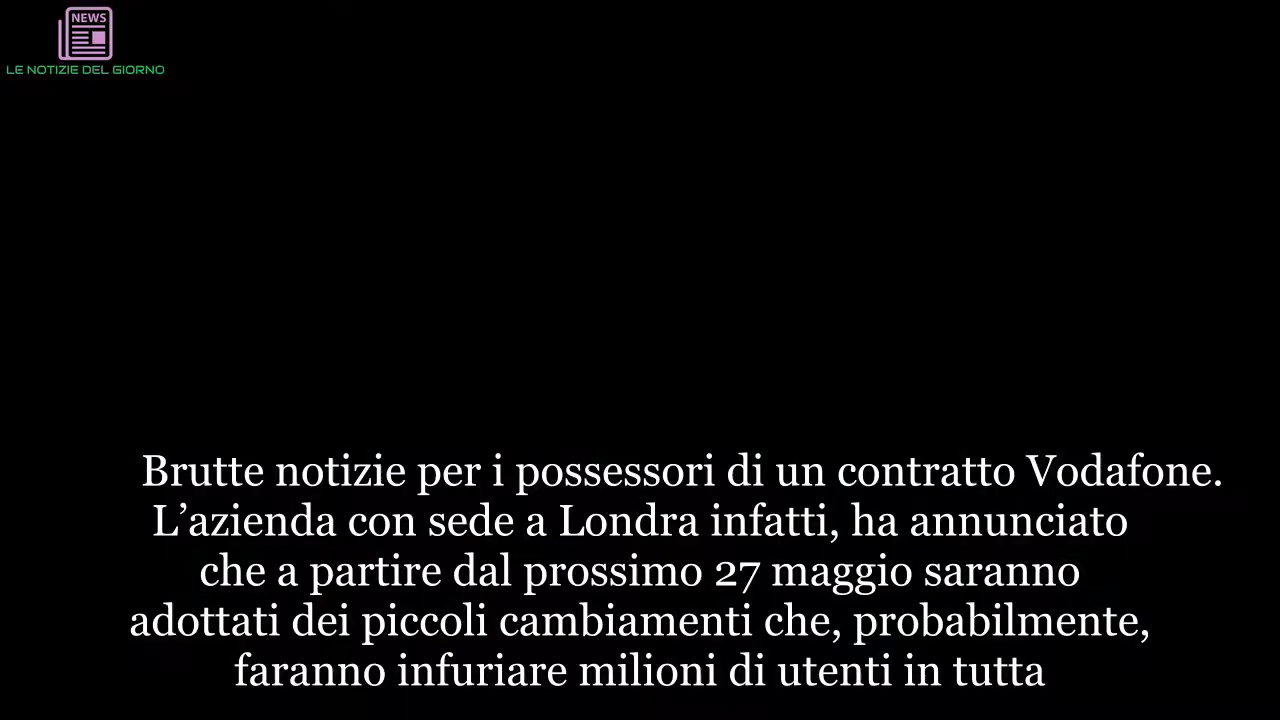 NEWS
LE NOTIZIE DEL GIORNO
Brutte notizie per i possessori di un contratto Vodafone.
L’azienda con sede a Londra infatti, ha annunciato
che a partire dal prossimo 27 maggio saranno
adottati dei piccoli cambiamenti che, probabilmente,
faranno infuriare milioni di utenti in tutta